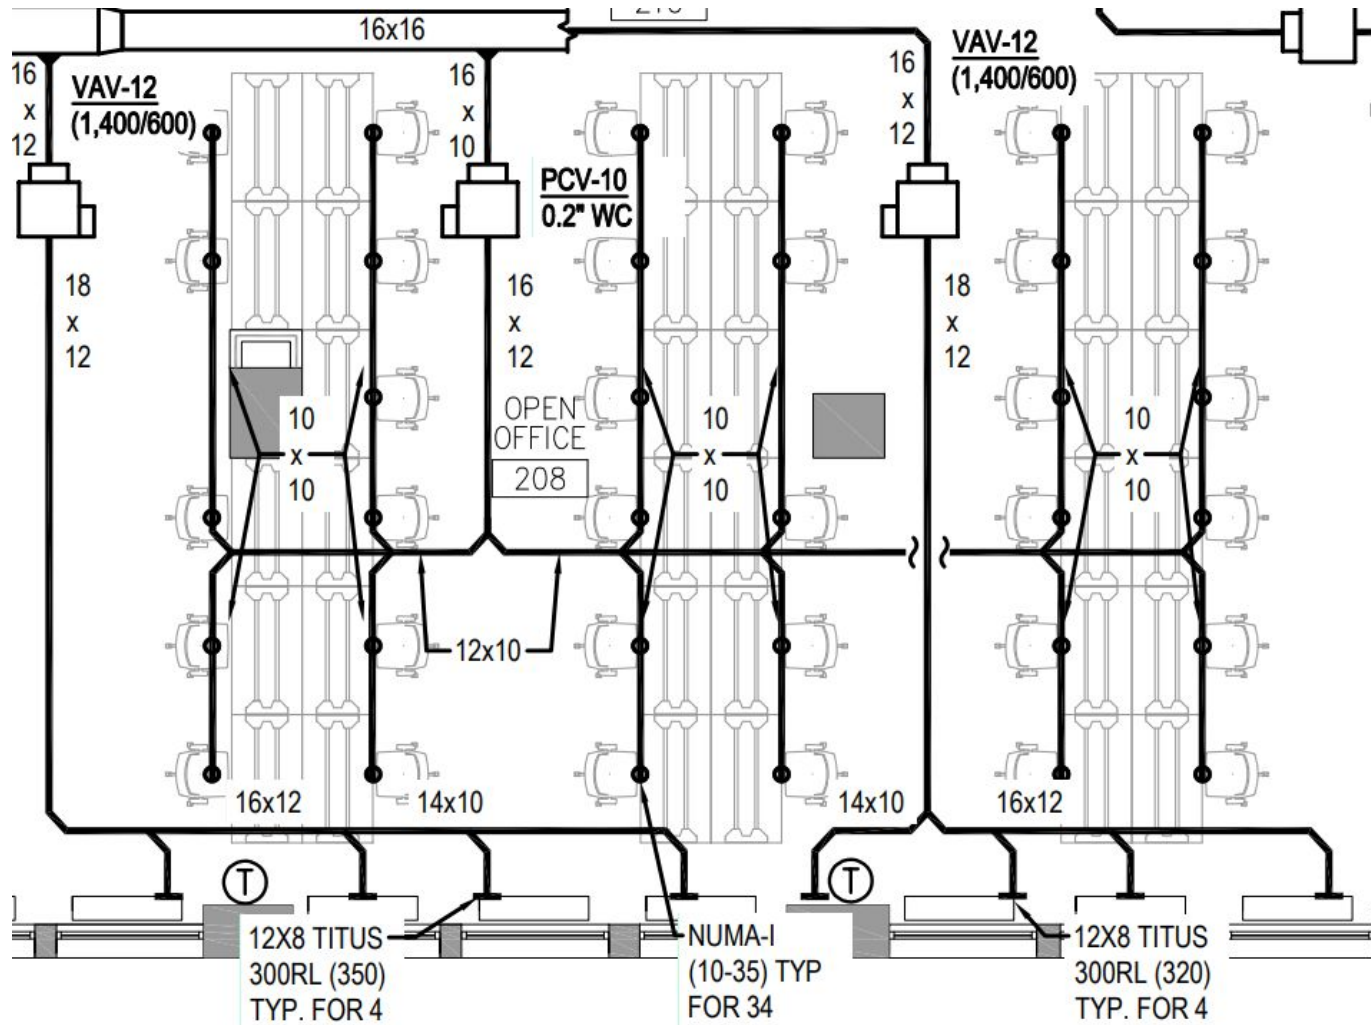 16x16
16
x
12
VAV-12
(1,400/600)
16
x
10
PCV-10
0.2" WC
16
x
12
VAV-12
(1,400/600)
18
x
12
16
x
12
18
x
12
OPEN
OFFICE
208
10
x
10
10
x
10
10
x
10
12x10
16x12
14x10
14x10
16x12
T
T
12X8 TITUS
300RL (350)
TYP. FOR 4
NUMA-I
(10-35) TYP
FOR 34
12X8 TITUS
300RL (320)
TYP. FOR 4